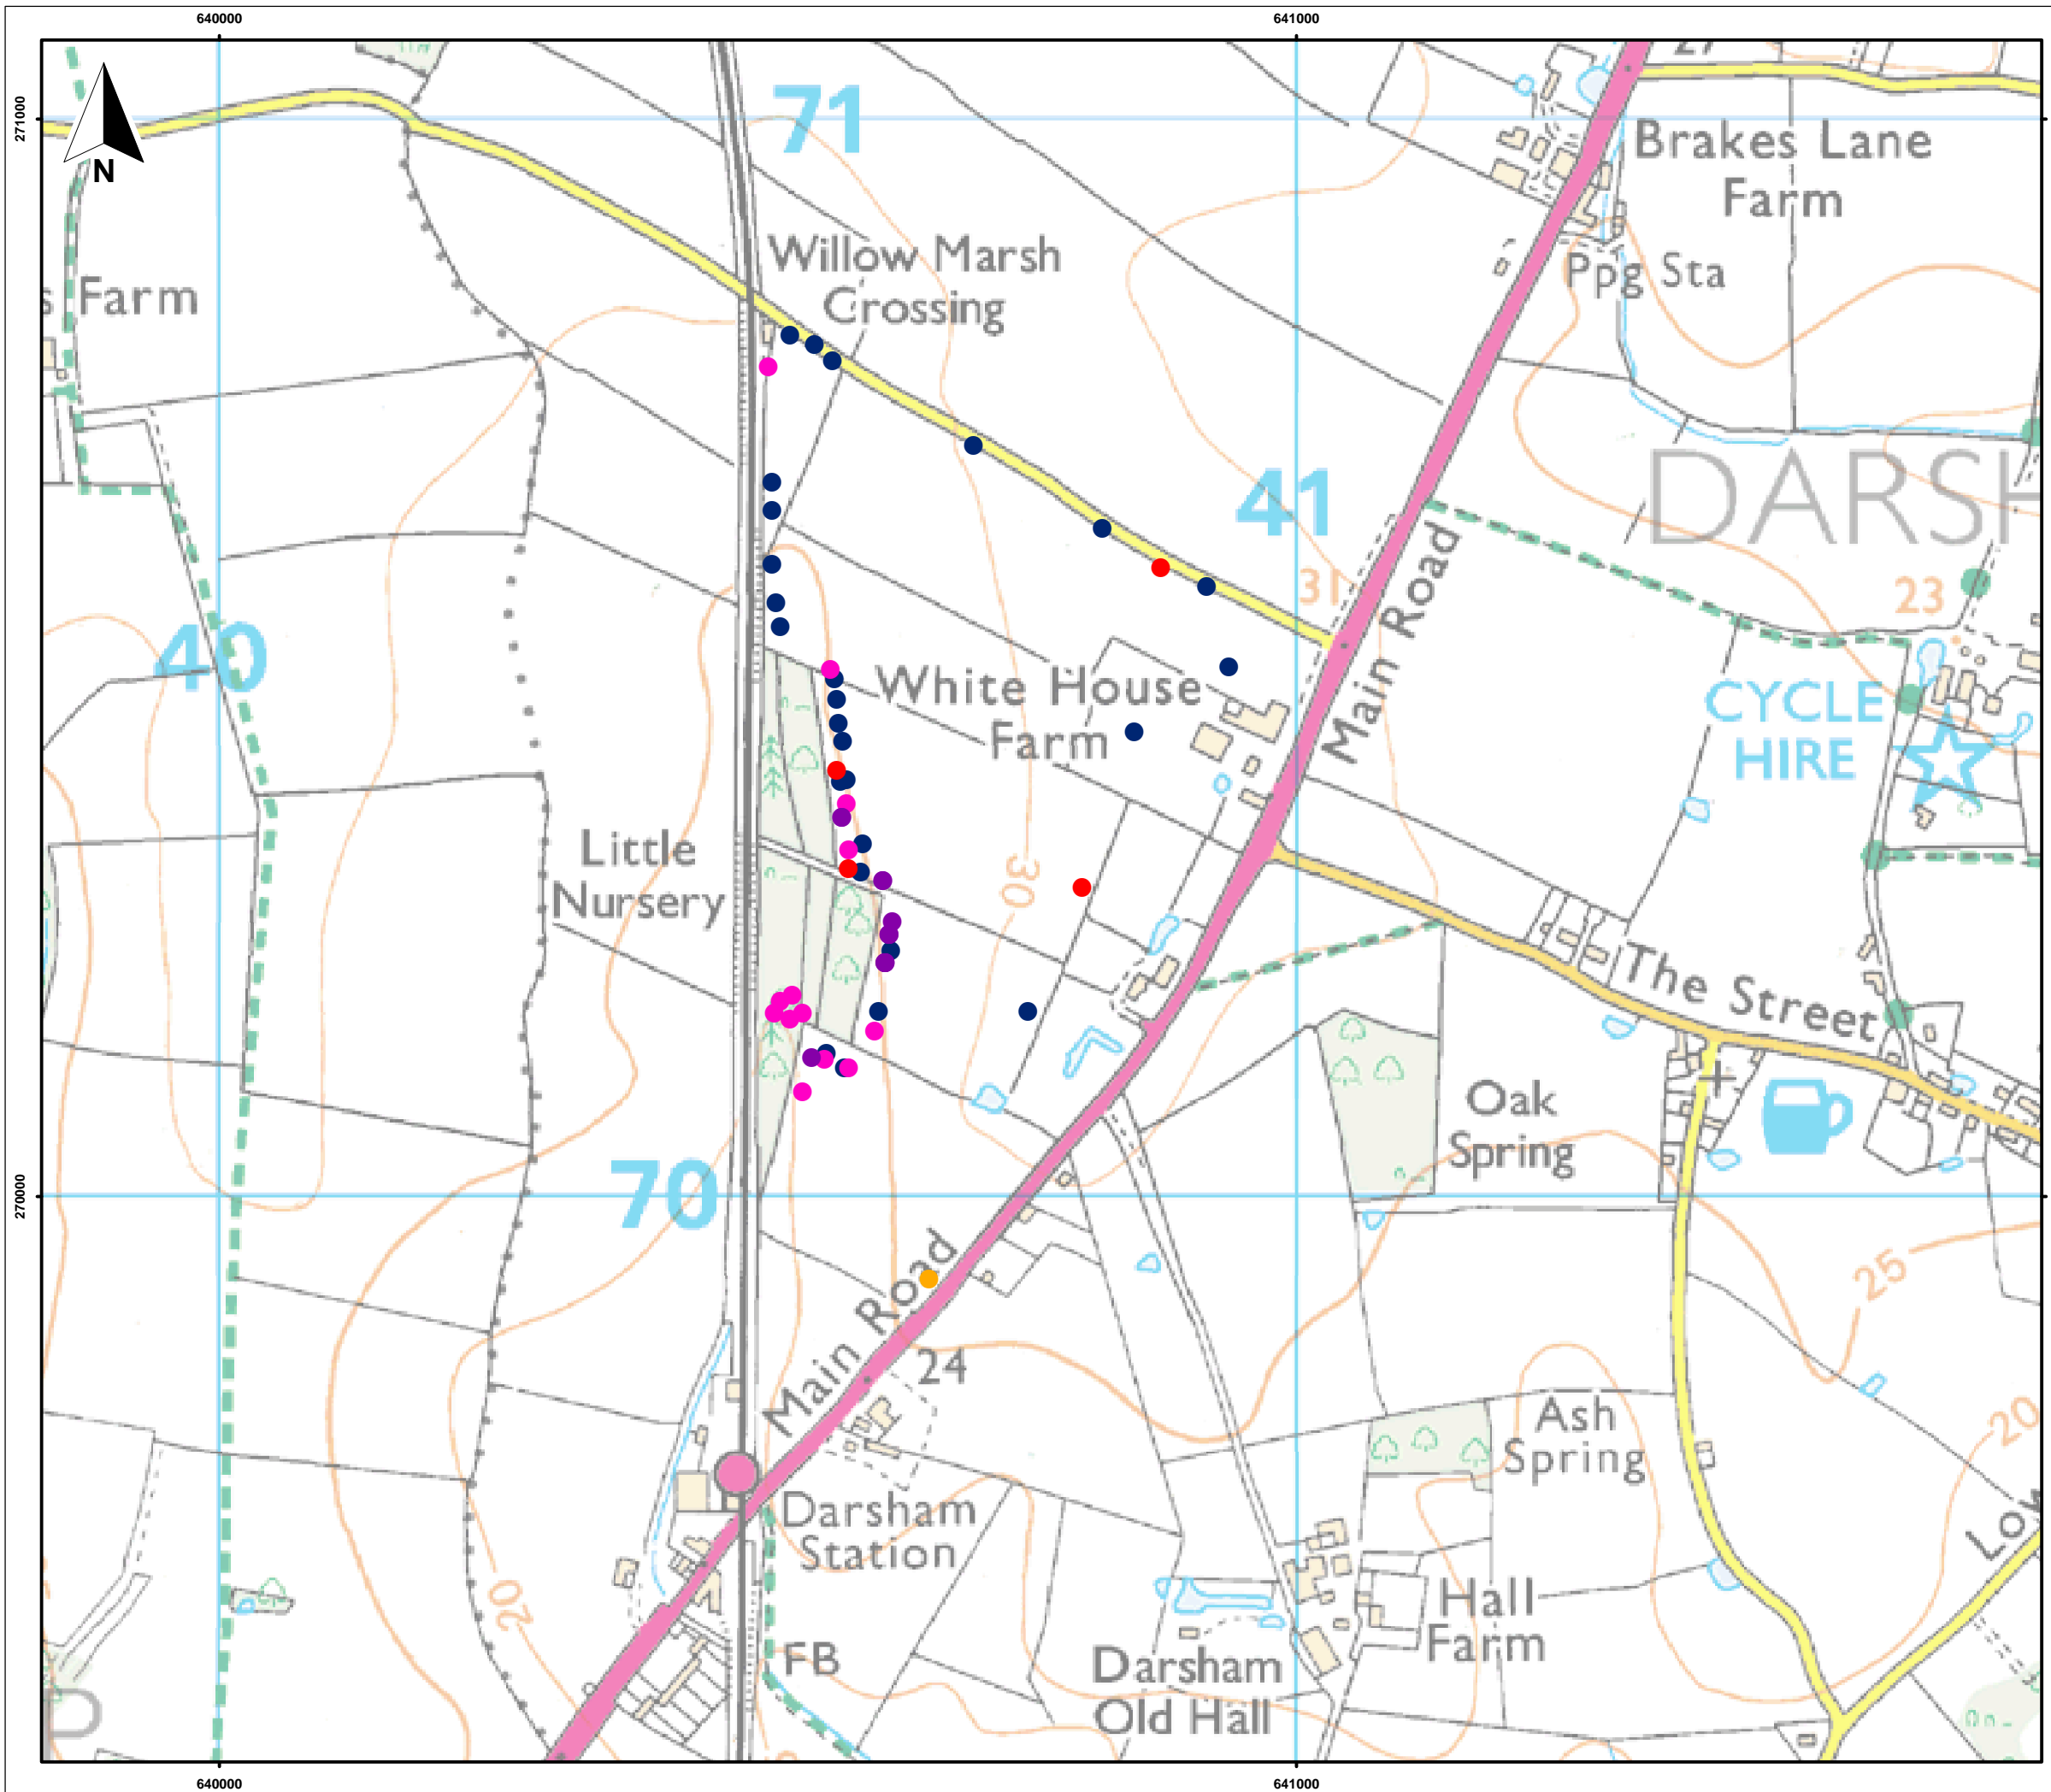 640000
641000
271000
N
71
27
Brakes Lane
Farm
Willow Marsh
Crossing
Ppg Sta
s Farm
41
DARSH
31
Main Road
23
40
White House
Farm
CYCLE
HIRE
Little
Nursery
30
The Street
Oak
Spring
70
270000
25
Main Road
24
Ash
Spring
20
Darsham
Station
Low
20
Hall
Farm
FB
Darsham
Old Hall
P
640000
641000